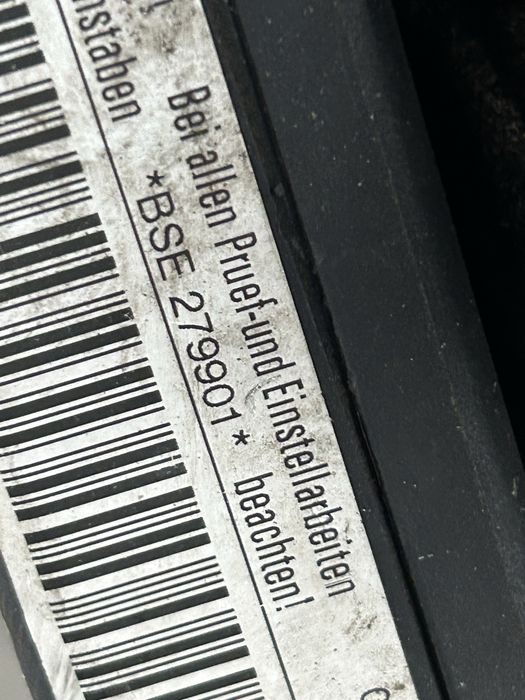 nstaben
Bei allen Pruef-und Einstellarbeiten
*BSE 279901* beachten!